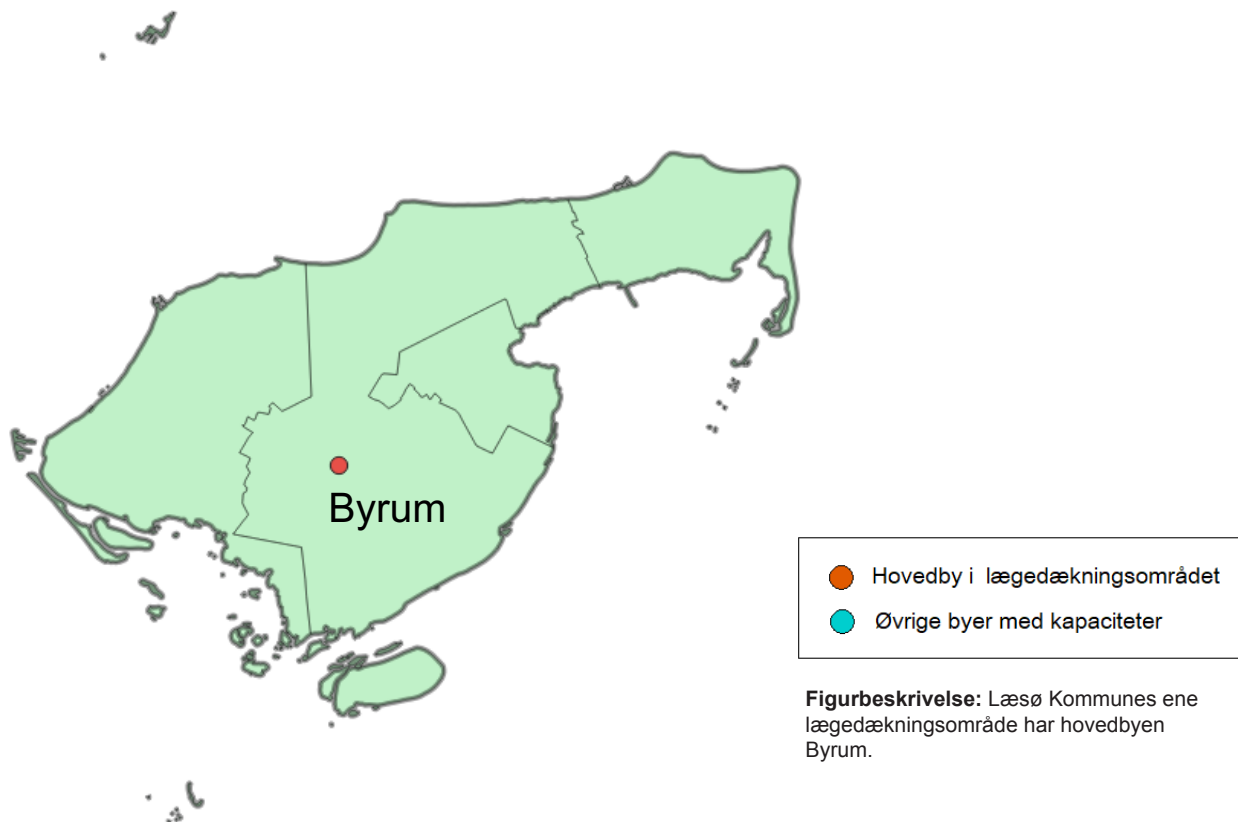 Byrum
Hovedby i lægedækningsområdet
Øvrige byer med kapaciteter
Figurbeskrivelse: Læsø Kommunes ene
lægedækningsområde har hovedbyen
Byrum.